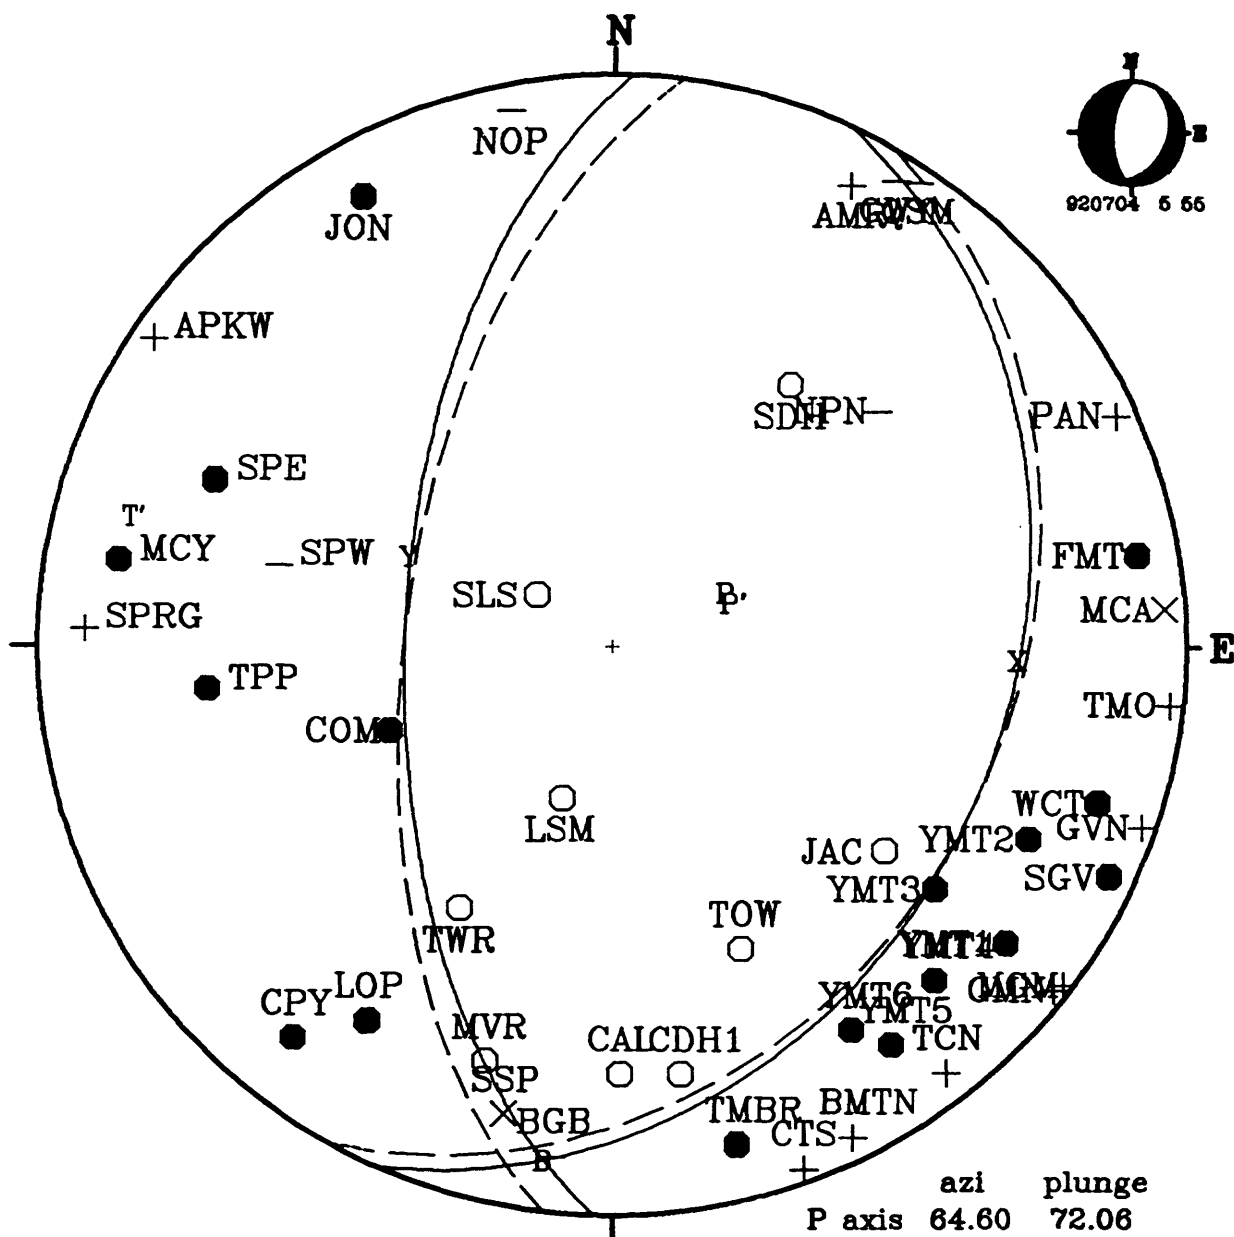 N
N
NOP
E
920704 5 55
JON
AMR
APKW
SDH
NPN
PAN
SPE
T'
MCY
SPW
Y
FMT
SLS
MCA
SPRG
E
TPP
X
TMO
COM
WCT
LSM
YMT2
GVN
JAC
SGV
YMT3
TOW
TWR
YMT6
LOP
CPY
YMT5
MVR
CAL
CDH1
TCN
SSP
BMTN
TMBR
BGB
CTS
B
azi plunge
P axis 64.60 72.06